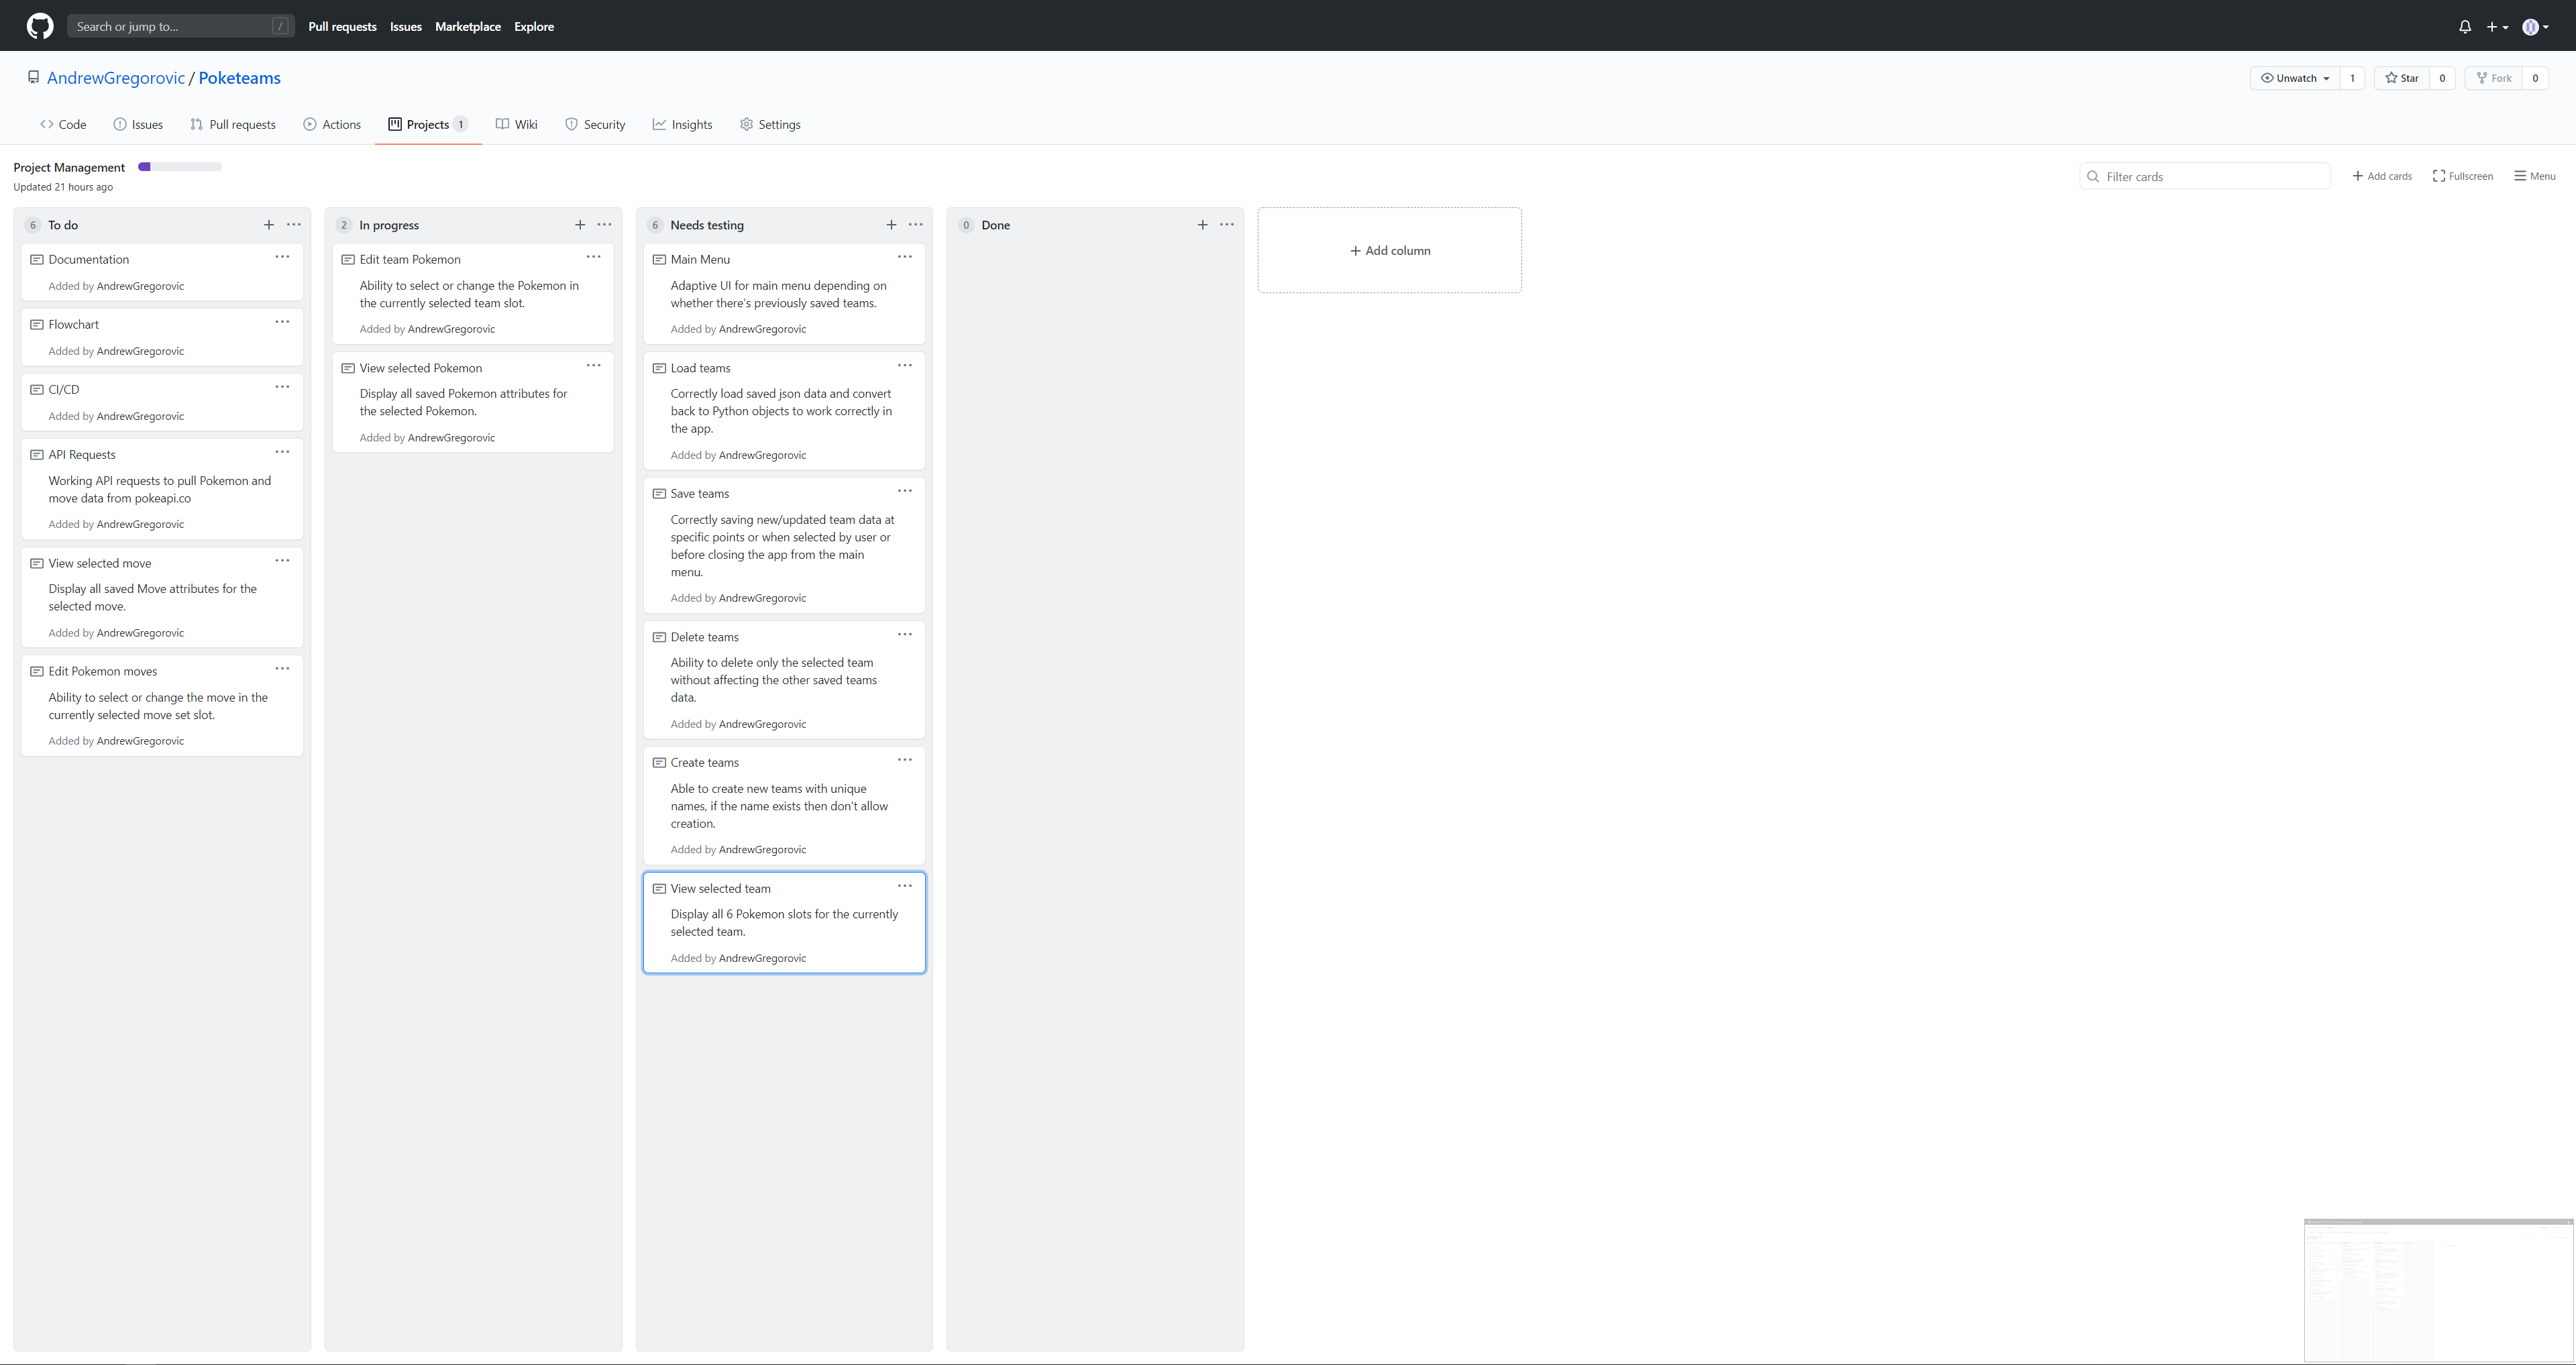 Search or jump to... /
Pull requests Issues Marketplace Explore
AndrewGregorovic / Poketeams
Unwatch 1 Star 0 Fork 0
Code Issues Pull requests Actions Projects 1 Wiki Security Insights Settings
Project Management
Updated 21 hours ago
Filter cards Add cards Fullscreen Menu
6 To do
Documentation
Added by AndrewGregorovic
Flowchart
Added by AndrewGregorovic
CI/CD
Added by AndrewGregorovic
API Requests
Working API requests to pull Pokemon and
move data from pokeapi.co
Added by AndrewGregorovic
View selected move
Display all saved Move attributes for the
selected move.
Added by AndrewGregorovic
Edit Pokemon moves
Ability to select or change the move in the
currently selected move set slot.
Added by AndrewGregorovic
2 In progress
Edit team Pokemon
Ability to select or change the Pokemon in
the currently selected team slot.
Added by AndrewGregorovic
View selected Pokemon
Display all saved Pokemon attributes for
the selected Pokemon.
Added by AndrewGregorovic
6 Needs testing
Main Menu
Adaptive UI for main menu depending on
whether there's previously saved teams.
Added by AndrewGregorovic
Load teams
Correctly load saved json data and convert
back to Python objects to work correctly in
the app.
Added by AndrewGregorovic
Save teams
Correctly saving new/updated team data at
specific points or when selected by user or
before closing the app from the main
menu.
Added by AndrewGregorovic
Delete teams
Ability to delete only the selected team
without affecting the other saved teams
data.
Added by AndrewGregorovic
Create teams
Able to create new teams with unique
names, if the name exists then don't allow
creation.
Added by AndrewGregorovic
View selected team
Display all 6 Pokemon slots for the currently
selected team.
Added by AndrewGregorovic
0 Done
+ Add column